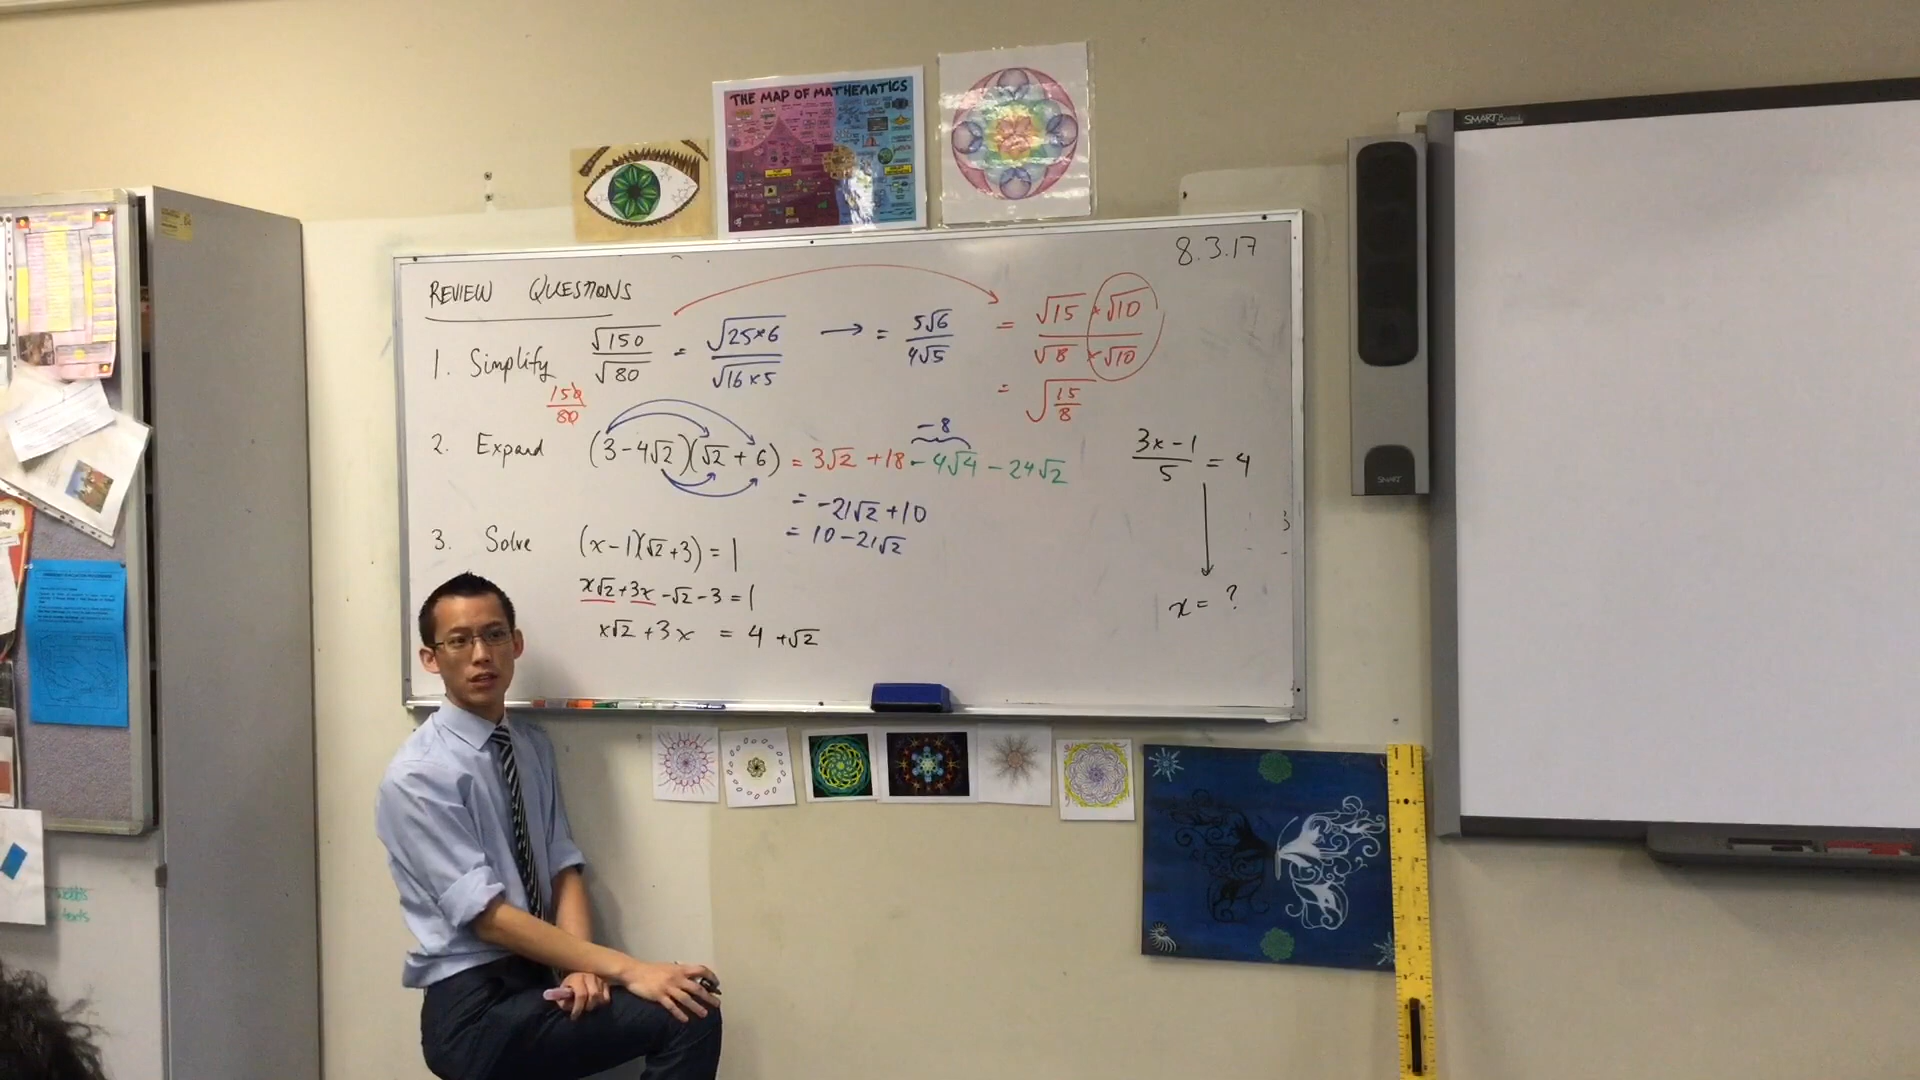 THE MAP OF MATHEMATICS
SMART Board
8.3.17
REVIEW QUESTIONS
1. Simplify √150/√80 = √(25×6)/√(16×5) → = 5√6/4√5 = √15 × √10 / √8 × √10
150/80
= √(15/8)
2. Expand (3-4√2)(√2+6) = 3√2 +18 -4√4 -24√2
-8
= -21√2 +10
= 10-21√2
3. Solve (x-1)(√2+3) = 1
x√2+3x -√2-3 = 1
x√2 +3x = 4 +√2
(3x-1)/5 = 4
x = ?
SMART